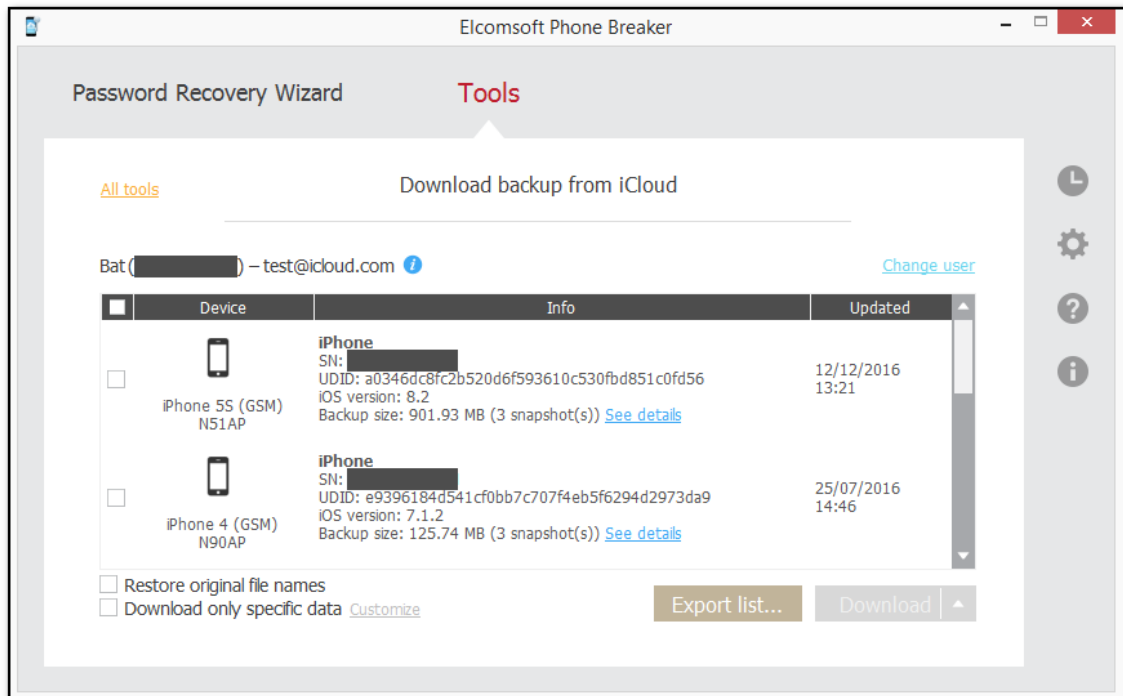 Elcomsoft Phone Breaker
Password Recovery Wizard
Tools
All tools
Download backup from iCloud
Bat ( ) – test@icloud.com
Change user
Device
Info
Updated
iPhone
SN:
UDID: a0346dc8fc2b520d6f593610c530fbd851c0fd56
iOS version: 8.2
Backup size: 901.93 MB (3 snapshot(s)) See details
iPhone 5S (GSM)
N51AP
12/12/2016
13:21
iPhone
SN:
UDID: e9396184d541cf0bb7c707f4eb5f6294d2973da9
iOS version: 7.1.2
Backup size: 125.74 MB (3 snapshot(s)) See details
iPhone 4 (GSM)
N90AP
25/07/2016
14:46
Restore original file names
Download only specific data Customize
Export list...
Download